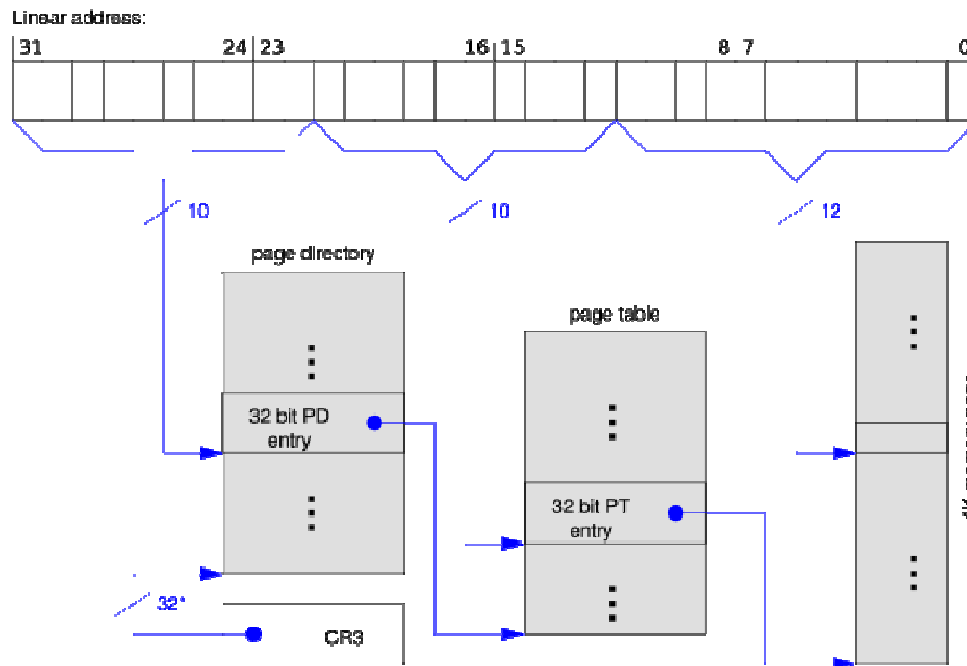 Linear address:
31 24 23 16 15 8 7 0
10 10 12
page directory
page table
32 bit PD
entry
32 bit PT
entry
32*
CR3